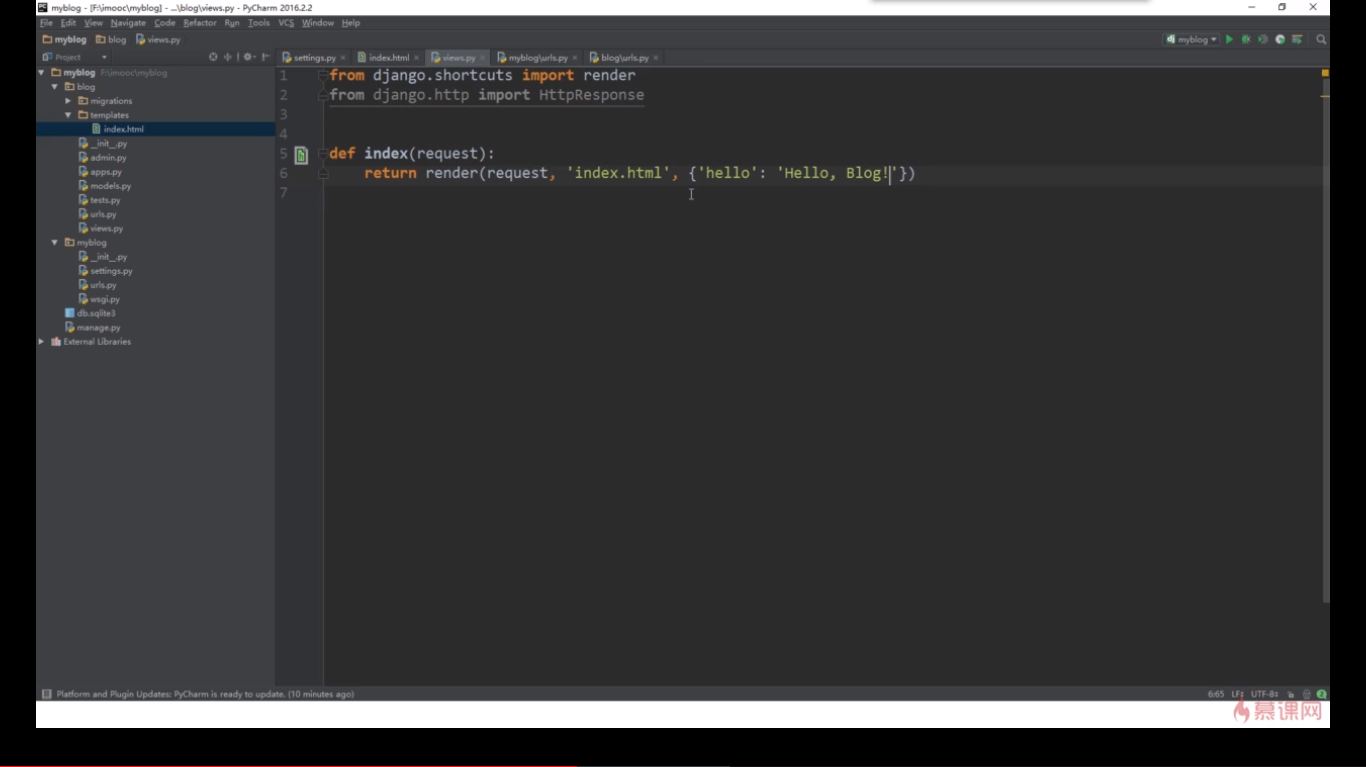 myblog - [F:\imooc\myblog] - ...\blog\views.py - PyCharm 2016.2.2
File Edit View Navigate Code Refactor Run Tools VCS Window Help
myblog blog views.py
myblog
Project
settings.py × index.html × views.py × myblog\urls.py × blog\urls.py ×
myblog F:\imooc\myblog
blog
migrations
templates
index.html
__init__.py
admin.py
apps.py
models.py
tests.py
urls.py
views.py
myblog
__init__.py
settings.py
urls.py
wsgi.py
db.sqlite3
manage.py
External Libraries
1 from django.shortcuts import render
2 from django.http import HttpResponse
3
4
5 def index(request):
6 return render(request, 'index.html', {'hello': 'Hello, Blog!'})
7
Platform and Plugin Updates: PyCharm is ready to update. (10 minutes ago)
6:65 LF÷ UTF-8÷ 2
慕课网